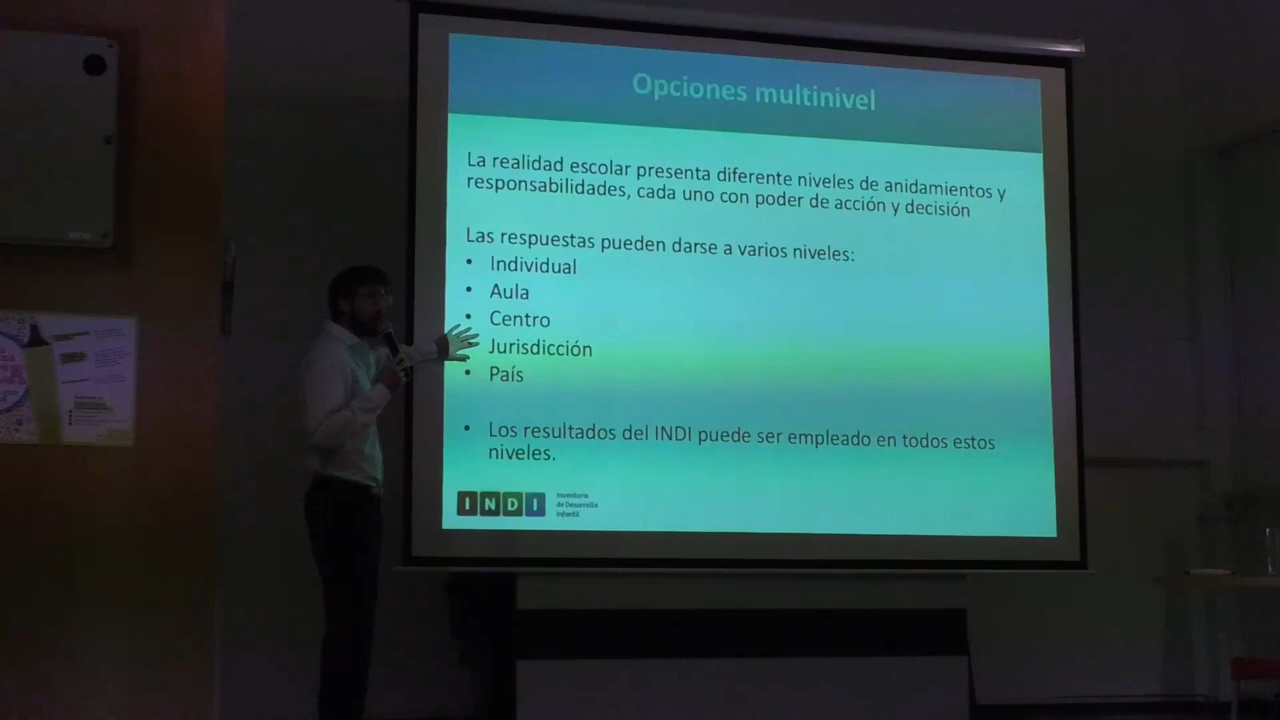 Opciones multinivel
La realidad escolar presenta diferente niveles de anidamientos y
responsabilidades, cada uno con poder de acción y decisión
Las respuestas pueden darse a varios niveles:
• Individual
• Aula
• Centro
Jurisdicción
• País
• Los resultados del INDI puede ser empleado en todos estos
niveles.
INDI
Inventario
de Desarrollo
Infantil